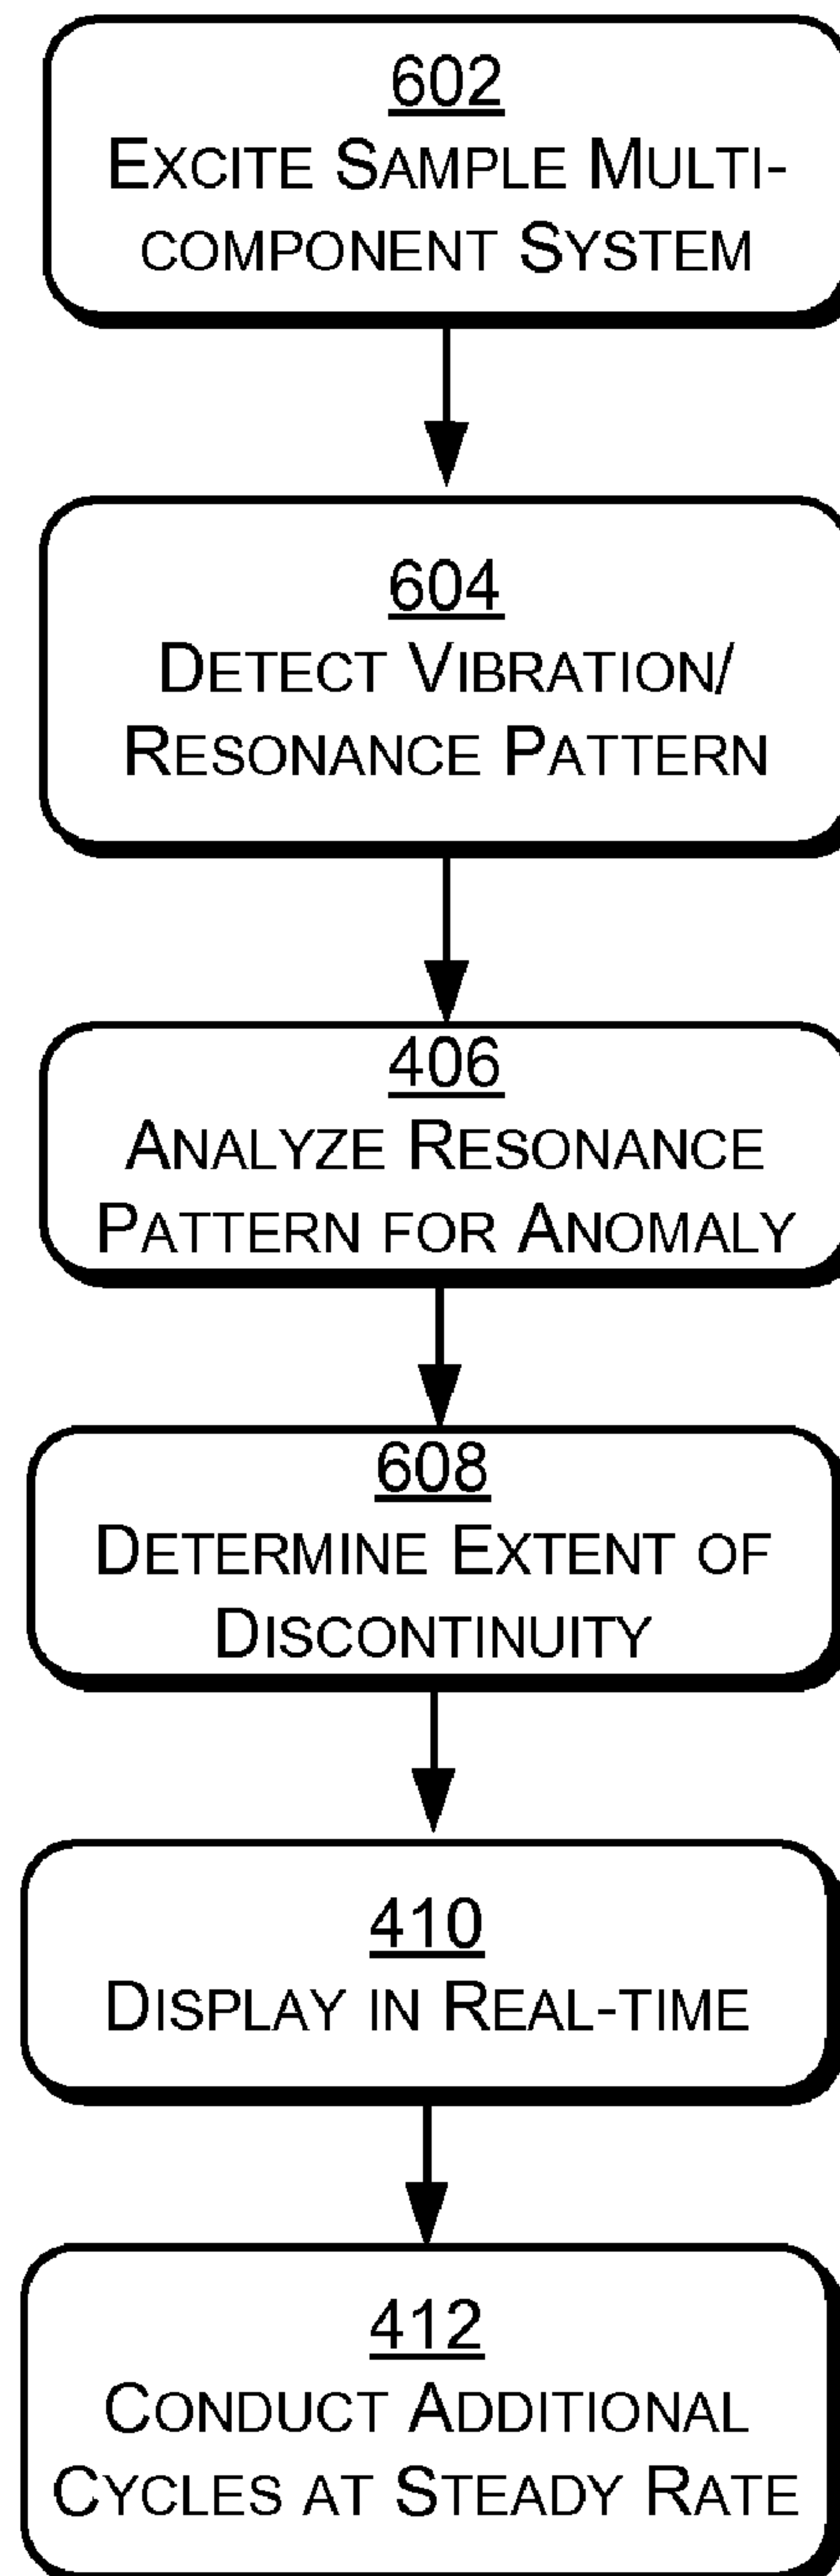 602
EXCITE SAMPLE MULTI-
COMPONENT SYSTEM
604
DETECT VIBRATION/
RESONANCE PATTERN
406
ANALYZE RESONANCE
PATTERN FOR ANOMALY
608
DETERMINE EXTENT OF
DISCONTINUITY
410
DISPLAY IN REAL-TIME
412
CONDUCT ADDITIONAL
CYCLES AT STEADY RATE